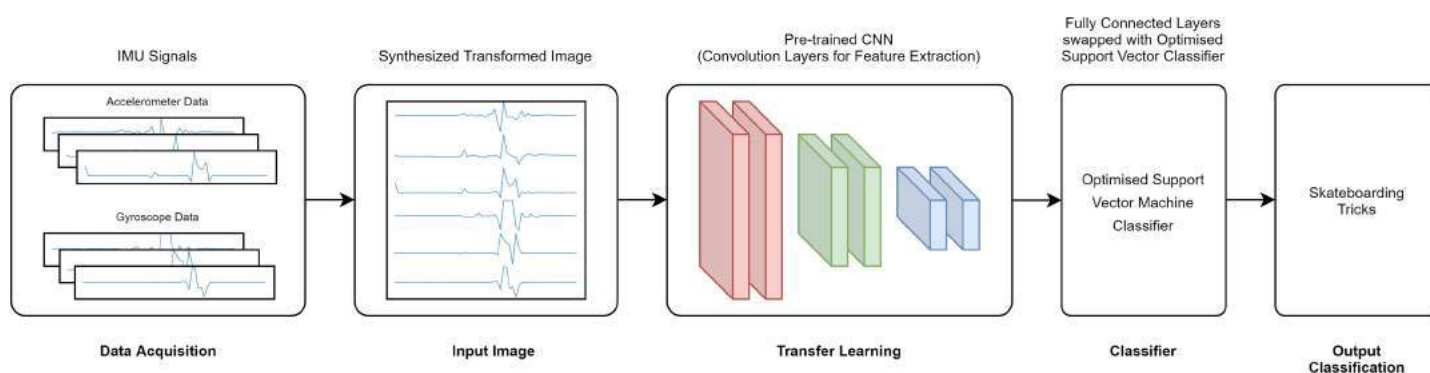 IMU Signals
Accelerometer Data
Gyroscope Data
Data Acquisition
Synthesized Transformed Image
Input Image
Pre-trained CNN
(Convolution Layers for Feature Extraction)
Transfer Learning
Fully Connected Layers
swapped with Optimised
Support Vector Classifier
Optimised Support
Vector Machine
Classifier
Classifier
Skateboarding
Tricks
Output
Classification